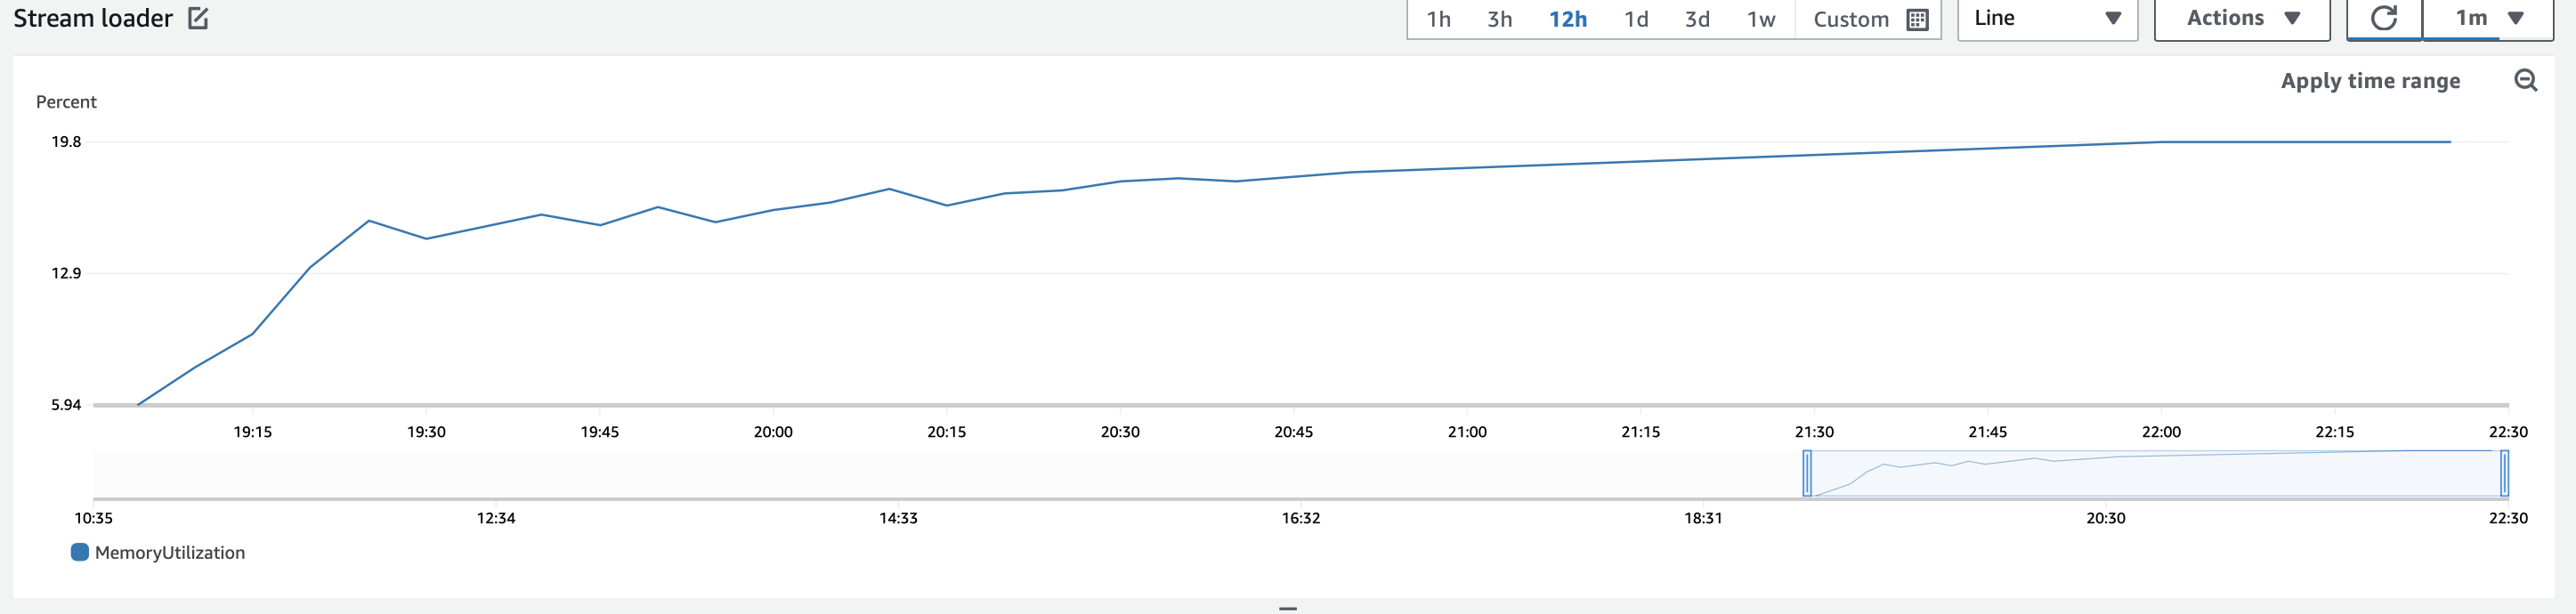 Stream loader
1h 3h 12h 1d 3d 1w Custom Line Actions 1m
Apply time range
Percent
19.8
12.9
5.94
19:15 19:30 19:45 20:00 20:15 20:30 20:45 21:00 21:15 21:30 21:45 22:00 22:15 22:30
10:35 12:34 14:33 16:32 18:31 20:30 22:30
MemoryUtilization